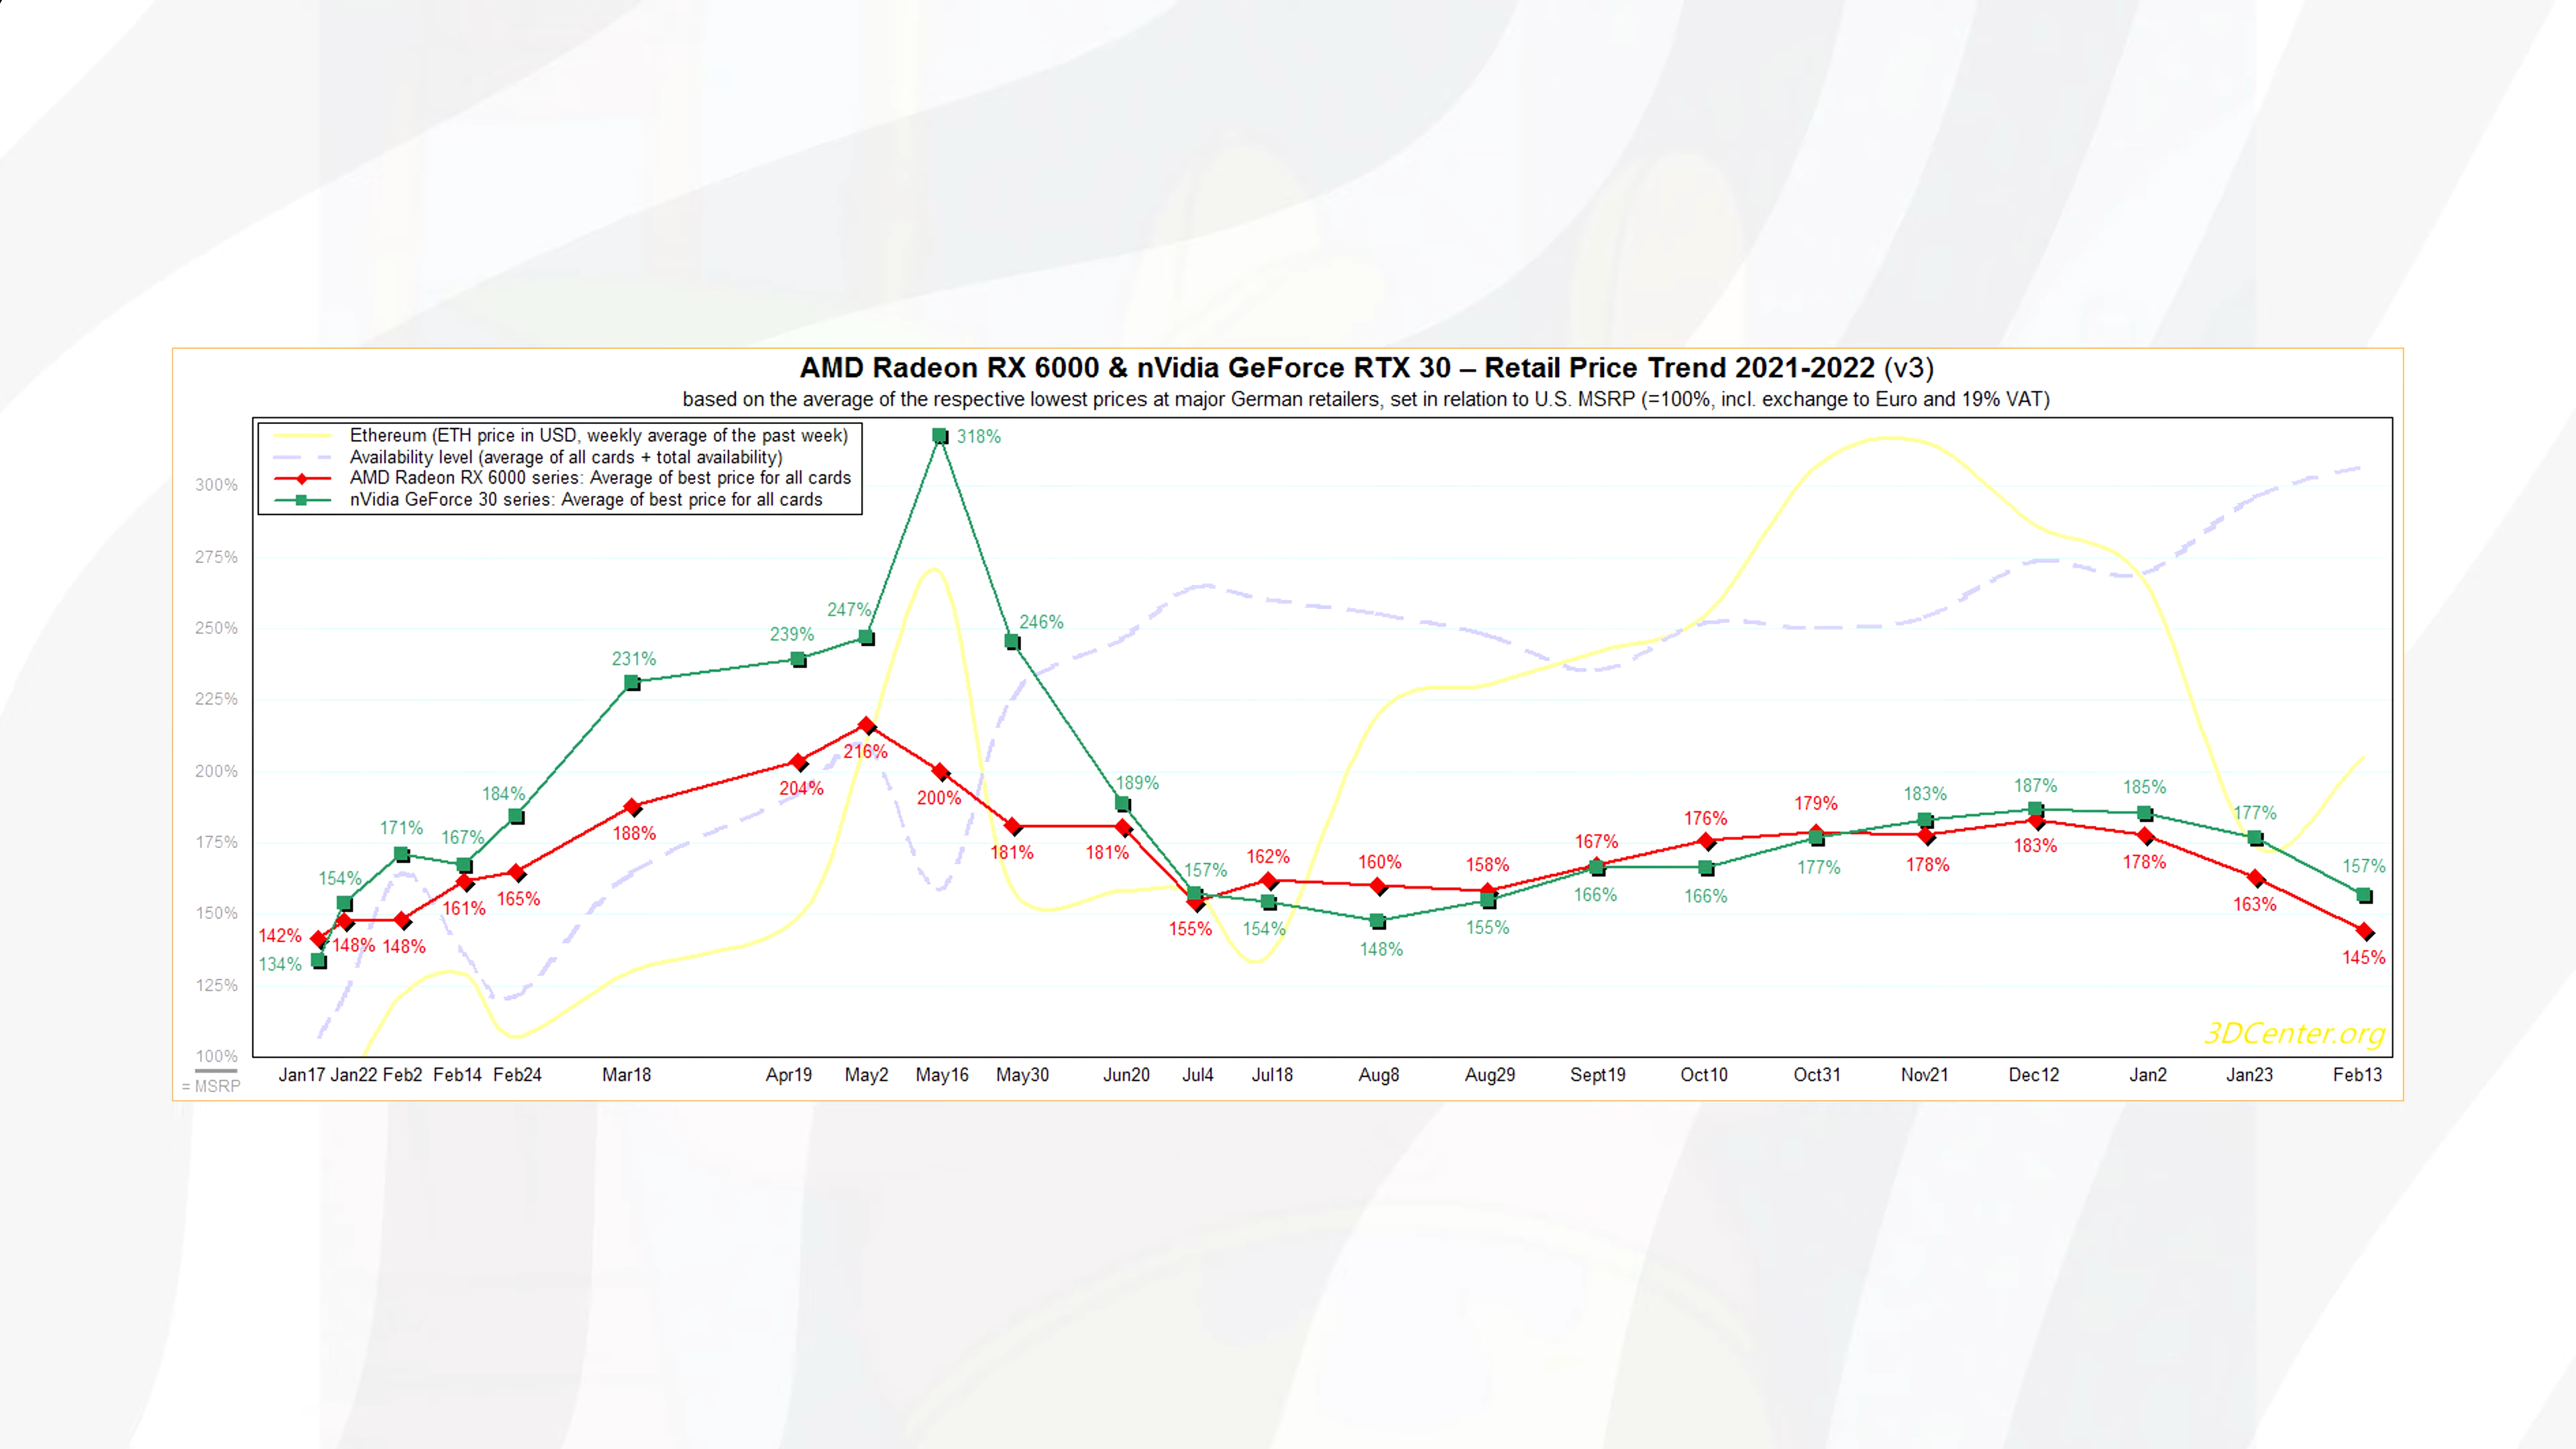 AMD Radeon RX 6000 & nVidia GeForce RTX 30 – Retail Price Trend 2021-2022 (v3)
based on the average of the respective lowest prices at major German retailers, set in relation to U.S. MSRP (=100%, incl. exchange to Euro and 19% VAT)
Ethereum (ETH price in USD, weekly average of the past week)
Availability level (average of all cards + total availability)
AMD Radeon RX 6000 series: Average of best price for all cards
nVidia GeForce 30 series: Average of best price for all cards
300%
275%
250%
225%
200%
175%
150%
125%
100%
= MSRP
134% 154% 171% 167% 184% 231% 239% 247% 318% 246% 189% 157% 154% 148% 155% 166% 166% 177% 183% 187% 185% 177% 157%
142% 148% 148% 161% 165% 188% 204% 216% 200% 181% 181% 155% 162% 160% 158% 167% 176% 179% 178% 183% 178% 163% 145%
3DCenter.org
Jan17 Jan22 Feb2 Feb14 Feb24 Mar18 Apr19 May2 May16 May30 Jun20 Jul4 Jul18 Aug8 Aug29 Sept19 Oct10 Oct31 Nov21 Dec12 Jan2 Jan23 Feb13